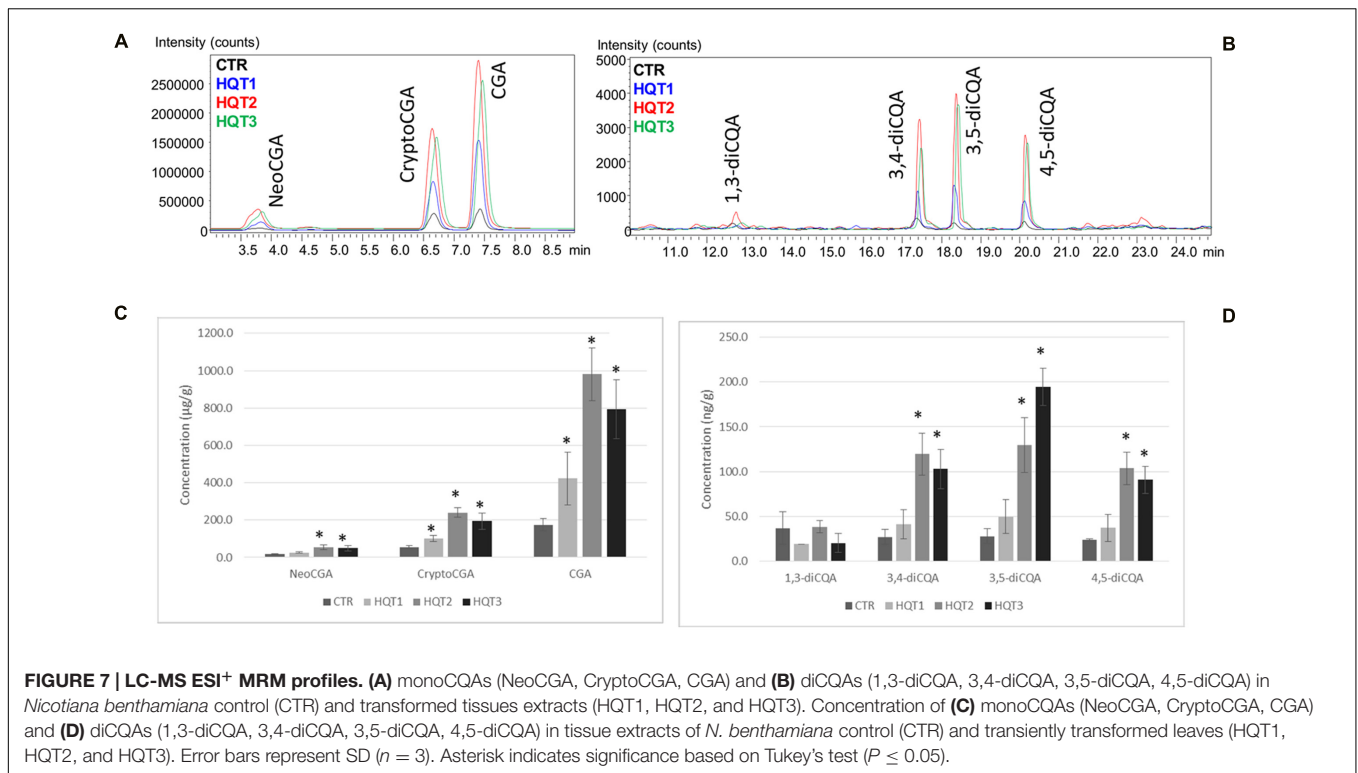 A
Intensity (counts)
CTR
HQT1
HQT2
HQT3
2500000
2000000
1500000
1000000
500000
0
NeoCGA
CryptoCGA
CGA
3.5 4.0 4.5 5.0 5.5 6.0 6.5 7.0 7.5 8.0 8.5 min
Intensity (counts)
B
CTR
HQT1
HQT2
HQT3
5000
4000
3000
2000
1000
0
1,3-diCQA
3,4-diCQA
3,5-diCQA
4,5-diCQA
11.0 12.0 13.0 14.0 15.0 16.0 17.0 18.0 19.0 20.0 21.0 22.0 23.0 24.0 min
C
Concentration (µg/g)
1200.0
1000.0
800.0
600.0
400.0
200.0
0.0
* * * * * * * *
NeoCGA CryptoCGA CGA
CTR HQT1 HQT2 HQT3
D
Concentration (ng/g)
250.0
200.0
150.0
100.0
50.0
0.0
* * * * * *
1,3-diCQA 3,4-diCQA 3,5-diCQA 4,5-diCQA
CTR HQT1 HQT2 HQT3
FIGURE 7 | LC-MS ESI+ MRM profiles. (A) monoCQAs (NeoCGA, CryptoCGA, CGA) and (B) diCQAs (1,3-diCQA, 3,4-diCQA, 3,5-diCQA, 4,5-diCQA) in
Nicotiana benthamiana control (CTR) and transformed tissues extracts (HQT1, HQT2, and HQT3). Concentration of (C) monoCQAs (NeoCGA, CryptoCGA, CGA)
and (D) diCQAs (1,3-diCQA, 3,4-diCQA, 3,5-diCQA, 4,5-diCQA) in tissue extracts of N. benthamiana control (CTR) and transiently transformed leaves (HQT1,
HQT2, and HQT3). Error bars represent SD (n = 3). Asterisk indicates significance based on Tukey's test (P ≤ 0.05).